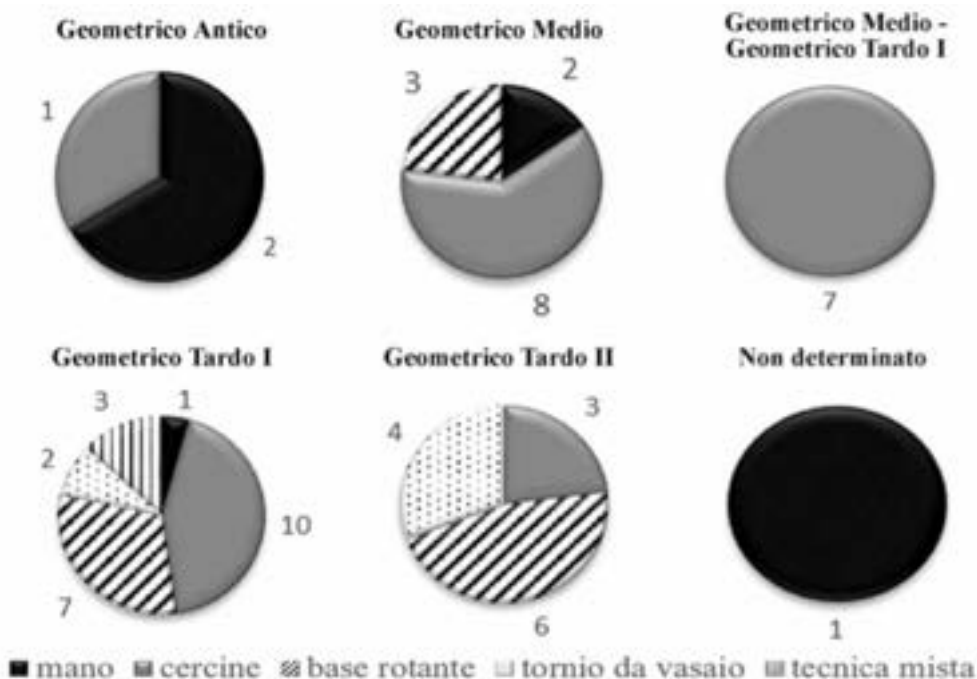 Geometrico Antico
1
2
Geometrico Medio
3
2
8
Geometrico Medio -
Geometrico Tardo I
7
Geometrico Tardo I
3
1
2
10
7
Geometrico Tardo II
4
3
6
Non determinato
1
mano cercine base rotante tornio da vasaio tecnica mista